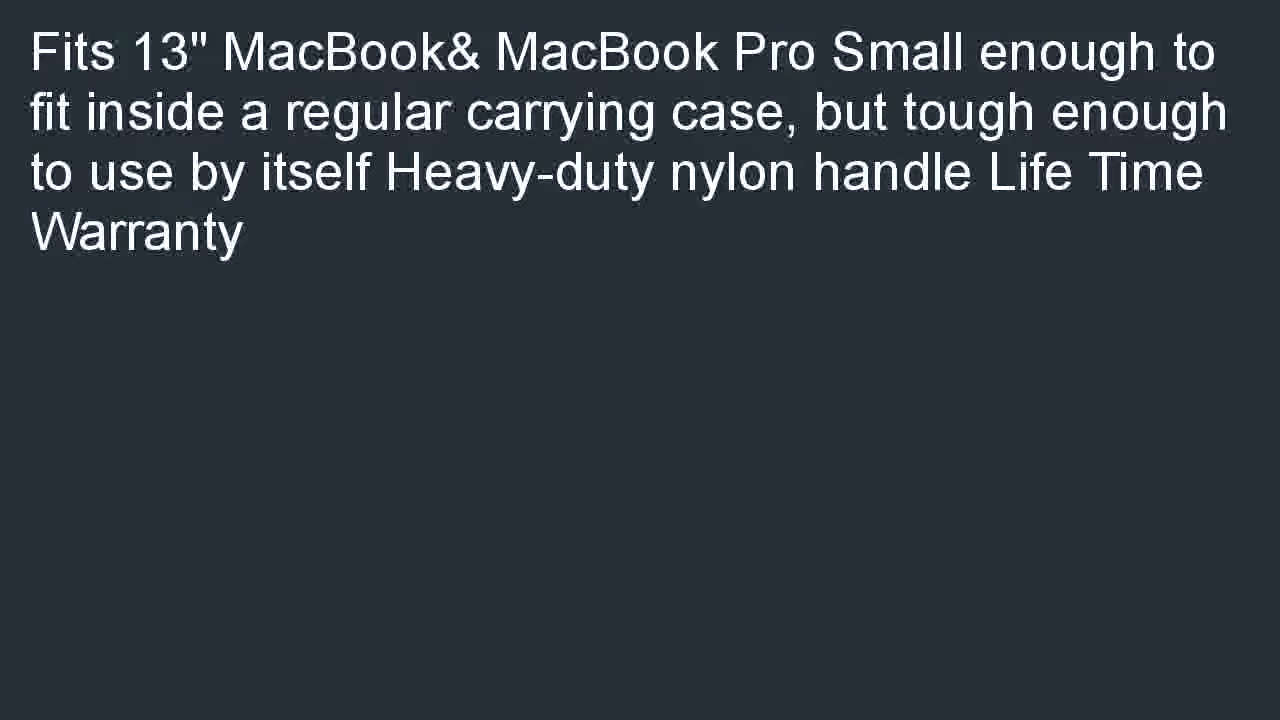 Fits 13" MacBook& MacBook Pro Small enough to
fit inside a regular carrying case, but tough enough
to use by itself Heavy-duty nylon handle Life Time
Warranty